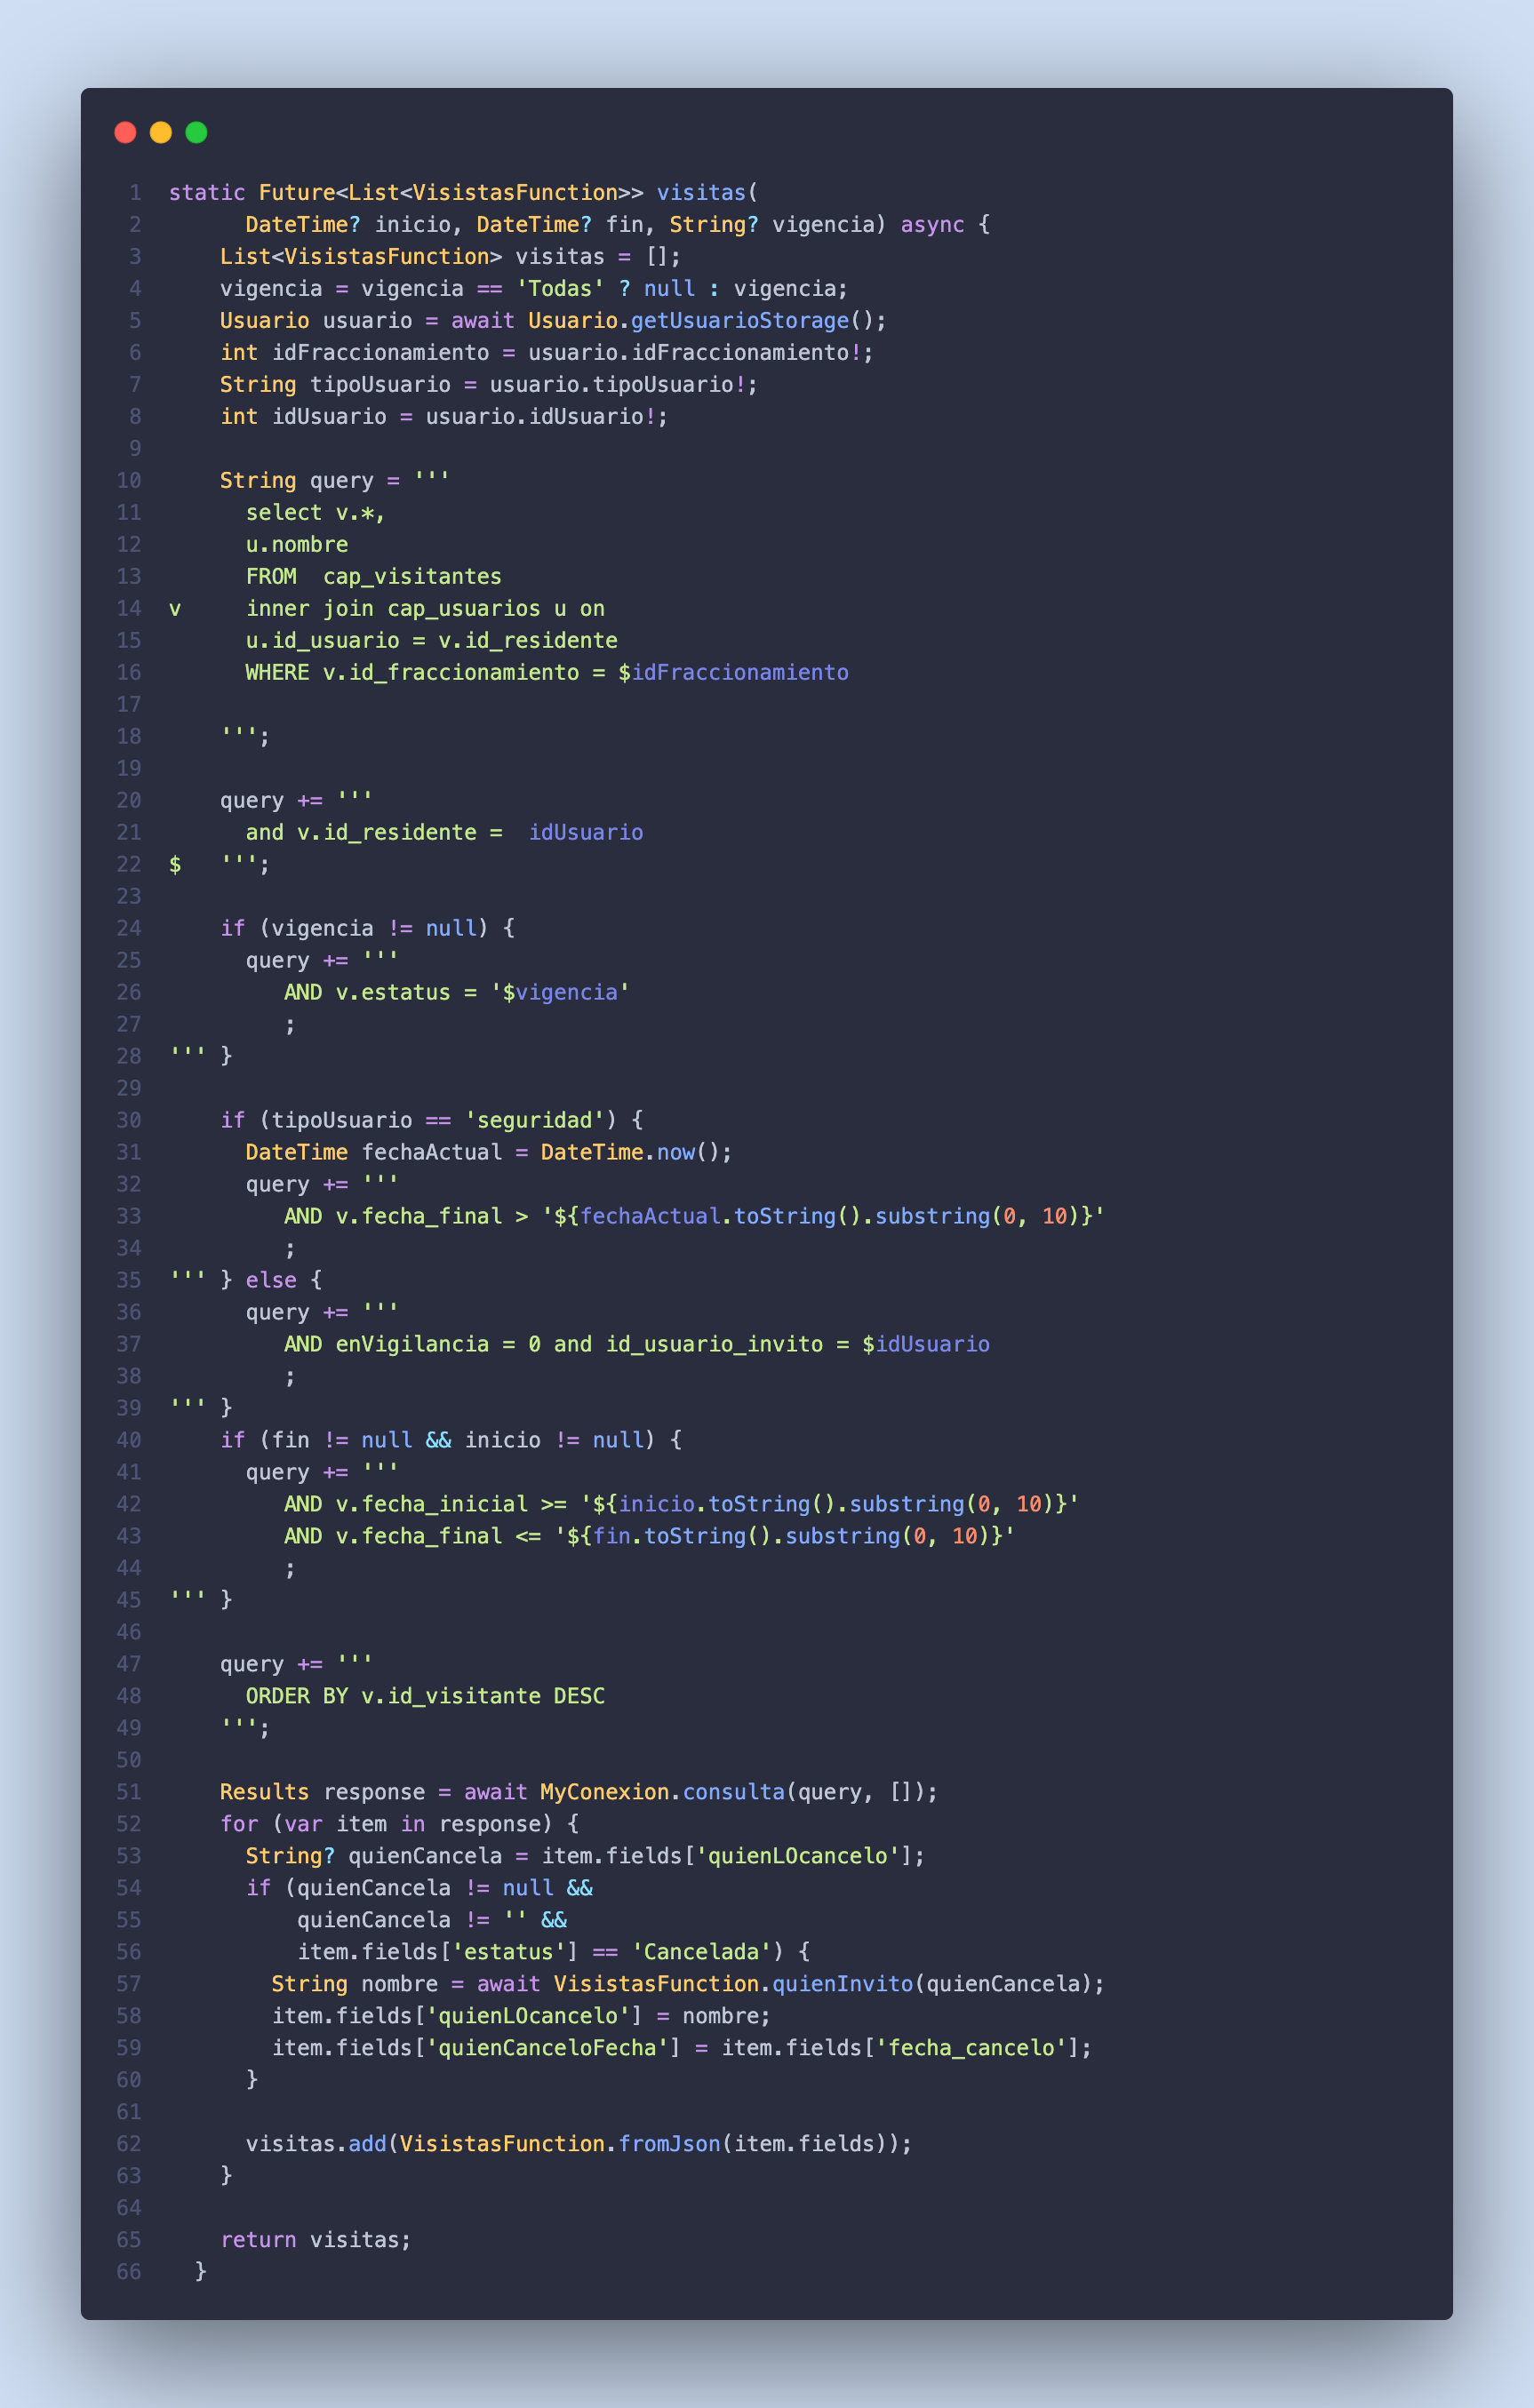 1 static Future<List<VisistasFunction>> visitas(
2       DateTime? inicio, DateTime? fin, String? vigencia) async {
3     List<VisistasFunction> visitas = [];
4     vigencia = vigencia == 'Todas' ? null : vigencia;
5     Usuario usuario = await Usuario.getUsuarioStorage();
6     int idFraccionamiento = usuario.idFraccionamiento!;
7     String tipoUsuario = usuario.tipoUsuario!;
8     int idUsuario = usuario.idUsuario!;
9
10     String query = '''
11       select v.*,
12       u.nombre
13       FROM  cap_visitantes
14 v     inner join cap_usuarios u on
15       u.id_usuario = v.id_residente
16       WHERE v.id_fraccionamiento = $idFraccionamiento
17
18     ''';
19
20     query += '''
21       and v.id_residente =  idUsuario
22 $   ''';
23
24     if (vigencia != null) {
25       query += '''
26          AND v.estatus = '$vigencia'
27          ;
28 ''' }
29
30     if (tipoUsuario == 'seguridad') {
31       DateTime fechaActual = DateTime.now();
32       query += '''
33          AND v.fecha_final > '${fechaActual.toString().substring(0, 10)}'
34          ;
35 ''' } else {
36       query += '''
37          AND enVigilancia = 0 and id_usuario_invito = $idUsuario
38          ;
39 ''' }
40     if (fin != null && inicio != null) {
41       query += '''
42          AND v.fecha_inicial >= '${inicio.toString().substring(0, 10)}'
43          AND v.fecha_final <= '${fin.toString().substring(0, 10)}'
44          ;
45 ''' }
46
47     query += '''
48       ORDER BY v.id_visitante DESC
49     ''';
50
51     Results response = await MyConexion.consulta(query, []);
52     for (var item in response) {
53       String? quienCancela = item.fields['quienLOcancelo'];
54       if (quienCancela != null &&
55           quienCancela != '' &&
56           item.fields['estatus'] == 'Cancelada') {
57         String nombre = await VisistasFunction.quienInvito(quienCancela);
58         item.fields['quienLOcancelo'] = nombre;
59         item.fields['quienCanceloFecha'] = item.fields['fecha_cancelo'];
60       }
61
62       visitas.add(VisistasFunction.fromJson(item.fields));
63     }
64
65     return visitas;
66   }